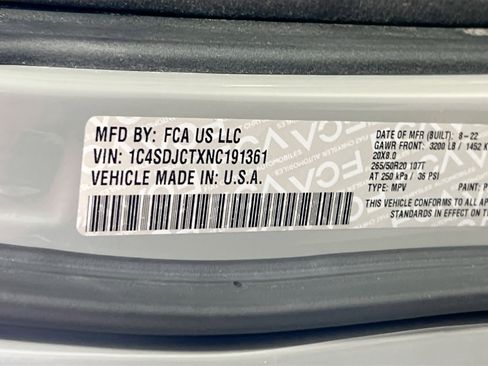 MFD BY: FCA US LLC
VIN: 1C4SDJCTXNC191361
VEHICLE MADE IN: U.S.A.
DATE OF MFR (BUILT): 8-22
GAWR FRONT: 3200 LB / 1452 K
20X8.0
265/50R20 107T
AT 250 kPa / 36 PSI
TYPE: MPV PAINT: P
THIS VEHICLE CONFORMS TO ALL AP
STANDARDS IN EFFECT ON T